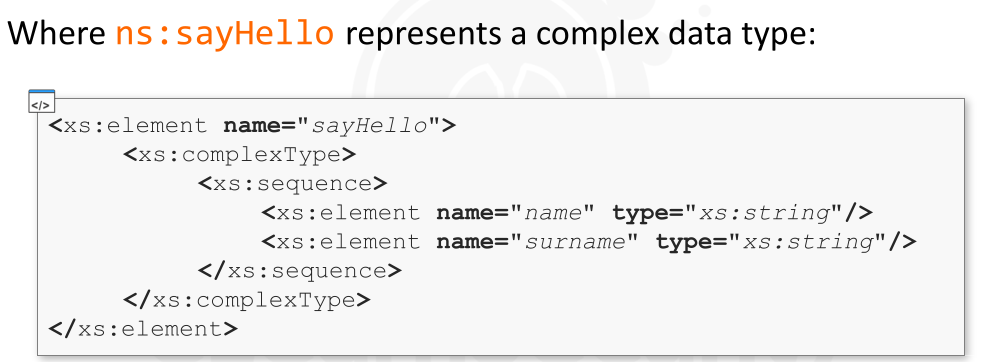 Where ns:sayHello represents a complex data type:
</>
<xs:element name="sayHello">
<xs:complexType>
<xs:sequence>
<xs:element name="name" type="xs:string"/>
<xs:element name="surname" type="xs:string"/>
</xs:sequence>
</xs:complexType>
</xs:element>